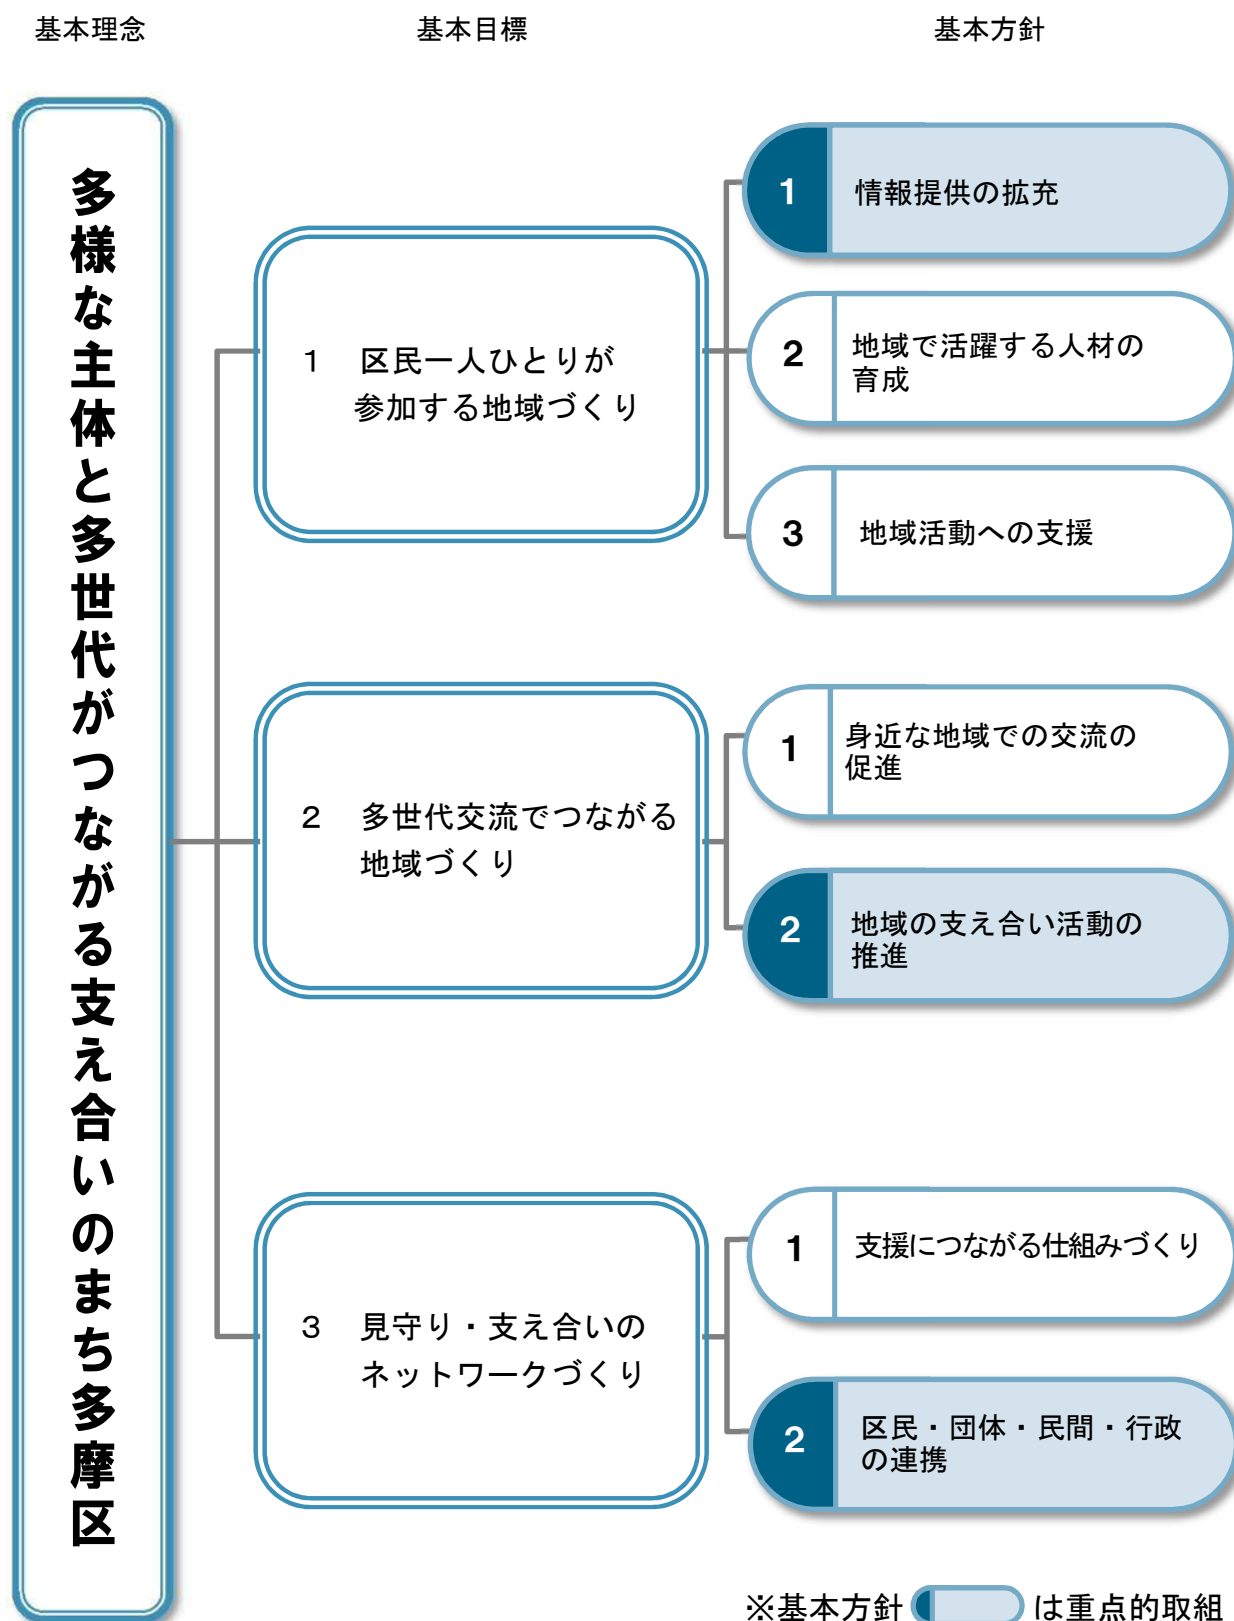 基本理念
基本目標
基本方針
多様な主体と多世代がつながる支え合いのまち多摩区
1 区民一人ひとりが
参加する地域づくり
1 情報提供の拡充
2 地域で活躍する人材の
育成
3 地域活動への支援
2 多世代交流でつながる
地域づくり
1 身近な地域での交流の
促進
2 地域の支え合い活動の
推進
3 見守り・支え合いの
ネットワークづくり
1 支援につながる仕組みづくり
2 区民・団体・民間・行政
の連携
※基本方針 は重点的取組